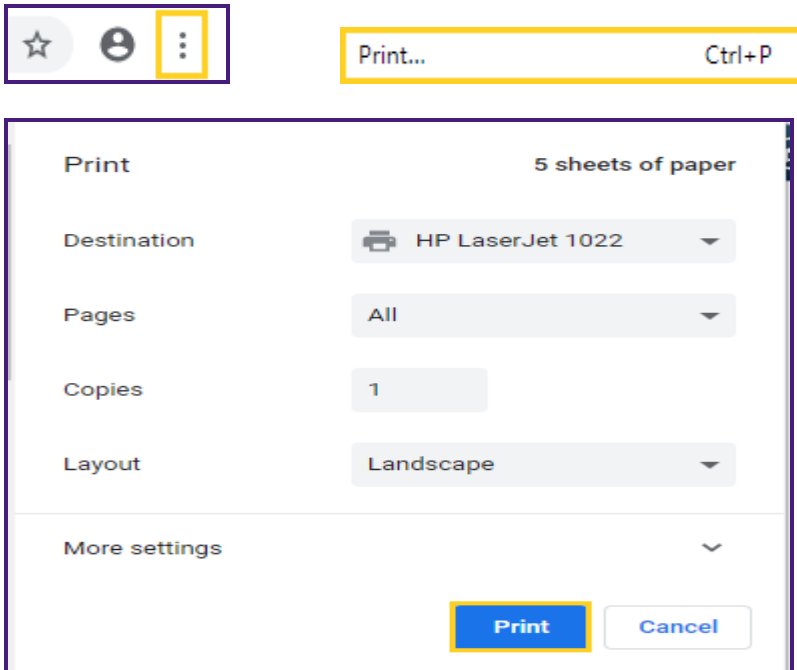 Print... Ctrl+P
Print 5 sheets of paper
Destination HP LaserJet 1022
Pages All
Copies 1
Layout Landscape
More settings
Print Cancel